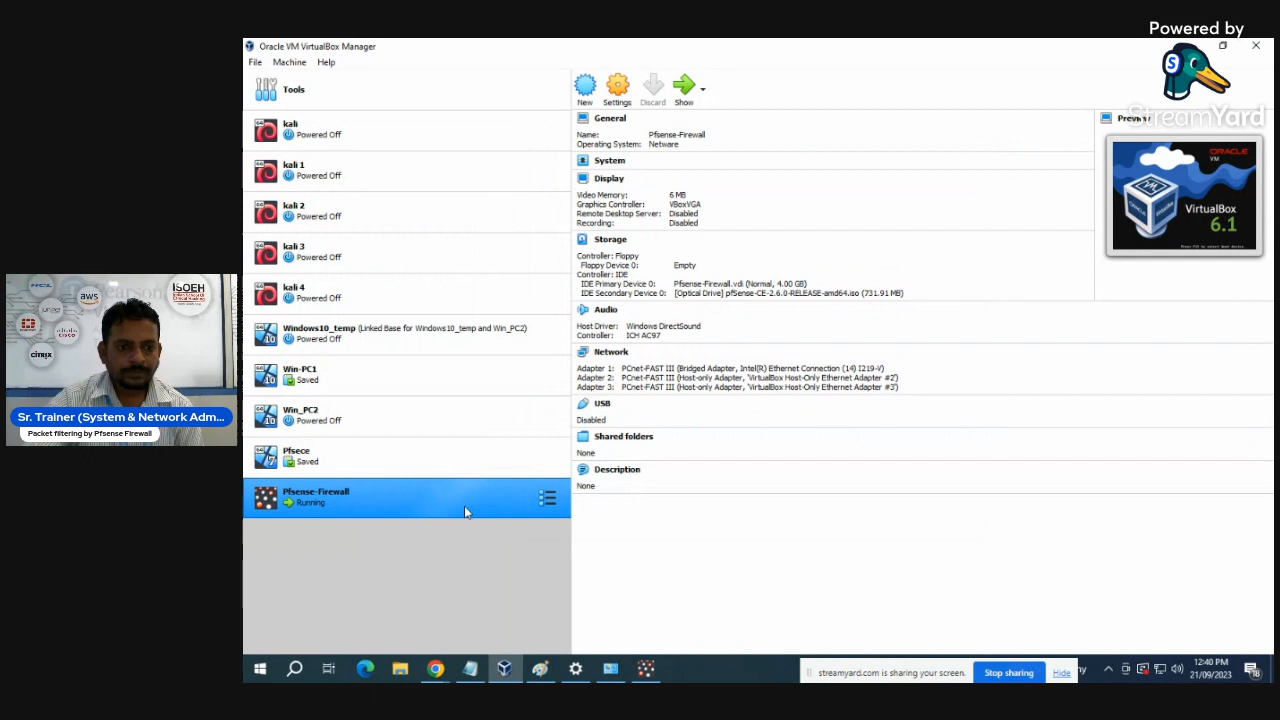 Powered by
StreamYard
Oracle VM VirtualBox Manager
File Machine Help
Tools
New Settings Discard Show
kali
Powered Off
kali 1
Powered Off
kali 2
Powered Off
kali 3
Powered Off
kali 4
Powered Off
Windows10_temp (Linked Base for Windows10_temp and Win_PC2)
Powered Off
Win-PC1
Saved
Win_PC2
Powered Off
Pfsece
Saved
Pfsense-Firewall
Running
General
Name: Pfsense-Firewall
Operating System: Netware
System
Display
Video Memory: 6 MB
Graphics Controller: VBoxVGA
Remote Desktop Server: Disabled
Recording: Disabled
Storage
Controller: Floppy
Floppy Device 0: Empty
Controller: IDE
IDE Primary Device 0: Pfsense-Firewall.vdi (Normal, 4.00 GB)
IDE Secondary Device 0: [Optical Drive] pfSense-CE-2.6.0-RELEASE-amd64.iso (731.91 MB)
Audio
Host Driver: Windows DirectSound
Controller: ICH AC97
Network
Adapter 1: PCnet-FAST III (Bridged Adapter, Intel(R) Ethernet Connection (14) I219-V)
Adapter 2: PCnet-FAST III (Host-only Adapter, 'VirtualBox Host-Only Ethernet Adapter #2')
Adapter 3: PCnet-FAST III (Host-only Adapter, 'VirtualBox Host-Only Ethernet Adapter #3')
USB
Disabled
Shared folders
None
Description
None
Preview
ORACLE
VM
VirtualBox
6.1
aws
ISOEH
citrix
Sr. Trainer (System & Network Adm...
Packet filtering by Pfsense Firewall
streamyard.com is sharing your screen.
Stop sharing
Hide
12:40 PM
21/09/2023
18